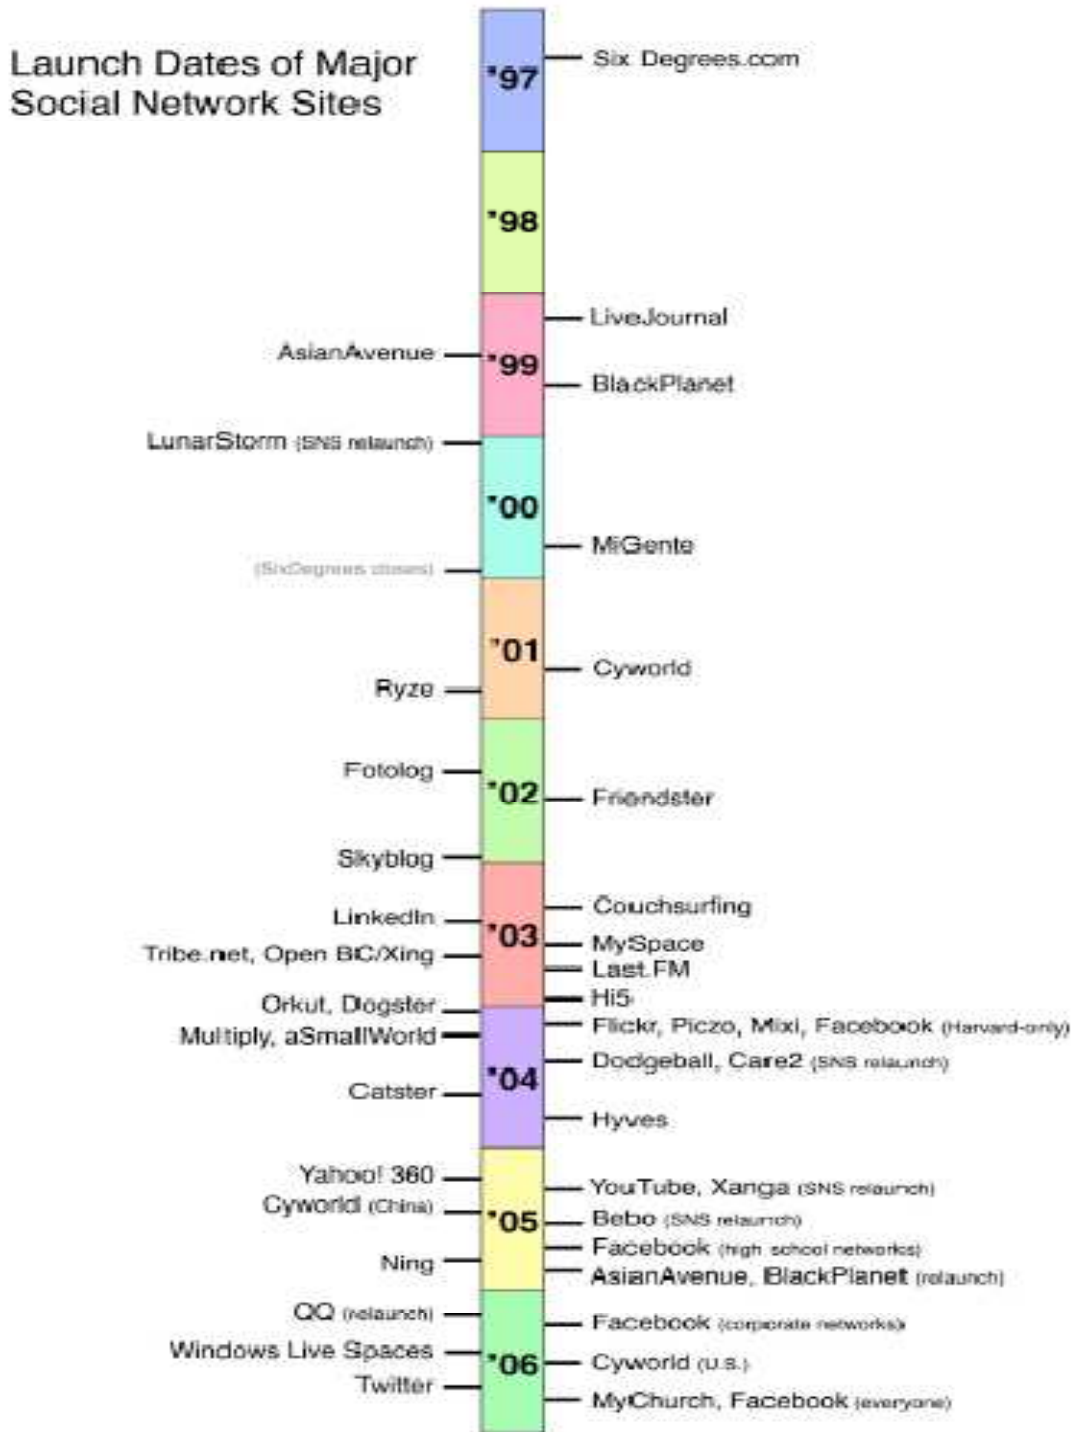 Launch Dates of Major
Social Network Sites
'97
Six Degrees.com
'98
LiveJournal
AsianAvenue
'99
BlackPlanet
LunarStorm (SNS relaunch)
'00
MiGente
(SixDegrees closes)
'01
Cyworld
Ryze
Fotolog
'02
Friendster
Skyblog
Couchsurfing
LinkedIn
'03
MySpace
Tribe.net, Open BC/Xing
Last.FM
Hi5
Orkut, Dogster
Flickr, Piczo, Mixi, Facebook (Harvard-only)
Multiply, aSmallWorld
Dodgeball, Care2 (SNS relaunch)
'04
Catster
Hyves
Yahoo! 360
YouTube, Xanga (SNS relaunch)
Cyworld (China)
'05
Bebo (SNS relaunch)
Facebook (high school networks)
Ning
AsianAvenue, BlackPlanet (relaunch)
QQ (relaunch)
Facebook (corporate networks)
Windows Live Spaces
'06
Cyworld (U.S.)
Twitter
MyChurch, Facebook (everyone)